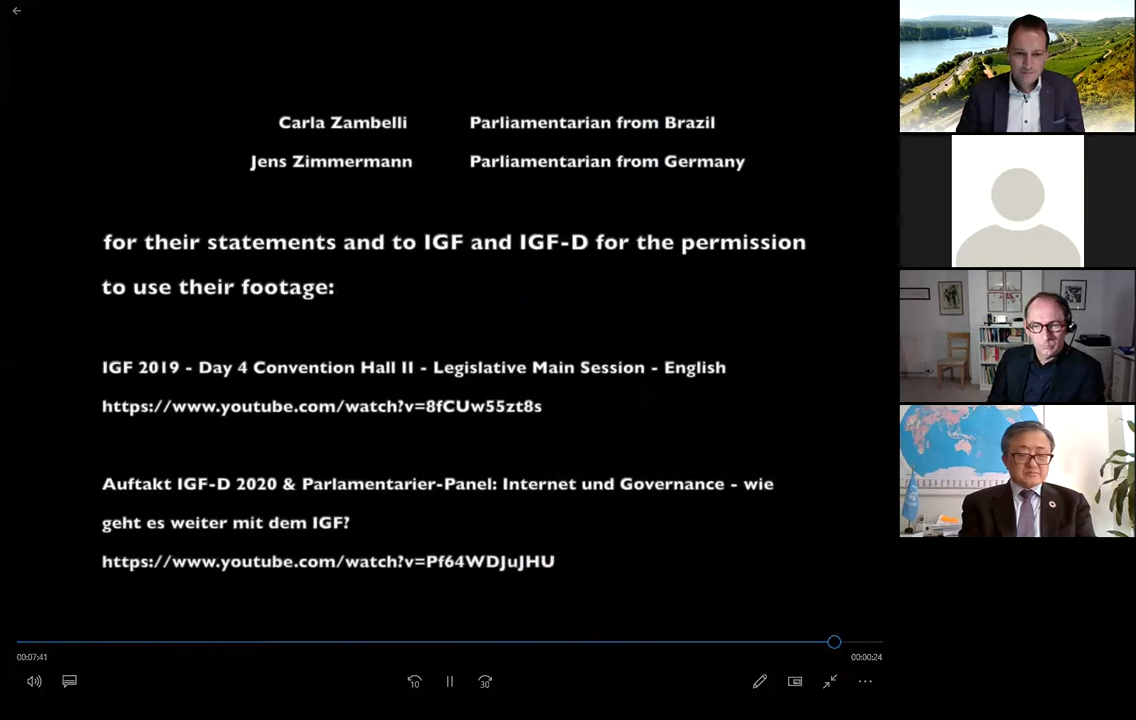 Carla Zambelli Parliamentarian from Brazil
Jens Zimmermann Parliamentarian from Germany
for their statements and to IGF and IGF-D for the permission
to use their footage:
IGF 2019 - Day 4 Convention Hall II - Legislative Main Session - English
https://www.youtube.com/watch?v=8fCUw55zt8s
Auftakt IGF-D 2020 & Parlamentarier-Panel: Internet und Governance - wie
geht es weiter mit dem IGF?
https://www.youtube.com/watch?v=Pf64WDJuJHU
00:07:41 00:00:24
10 30